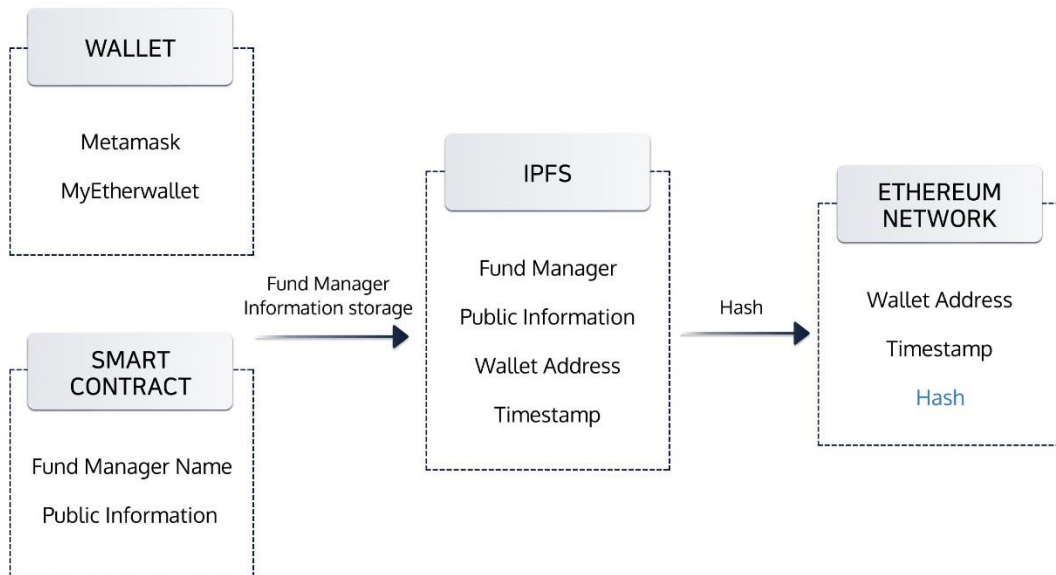 WALLET
Metamask
MyEtherwallet
SMART
CONTRACT
Fund Manager Name
Public Information
Fund Manager
Information storage
IPFS
Fund Manager
Public Information
Wallet Address
Timestamp
Hash
ETHEREUM
NETWORK
Wallet Address
Timestamp
Hash